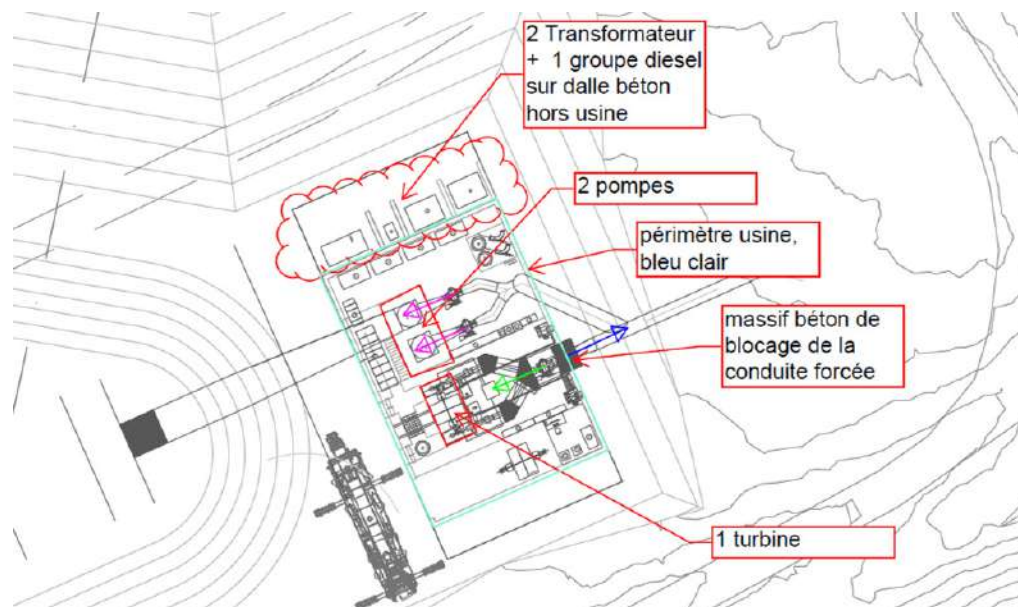 2 Transformateur
+ 1 groupe diesel
sur dalle béton
hors usine
2 pompes
périmètre usine,
bleu clair
massif béton de
blocage de la
conduite forcée
1 turbine